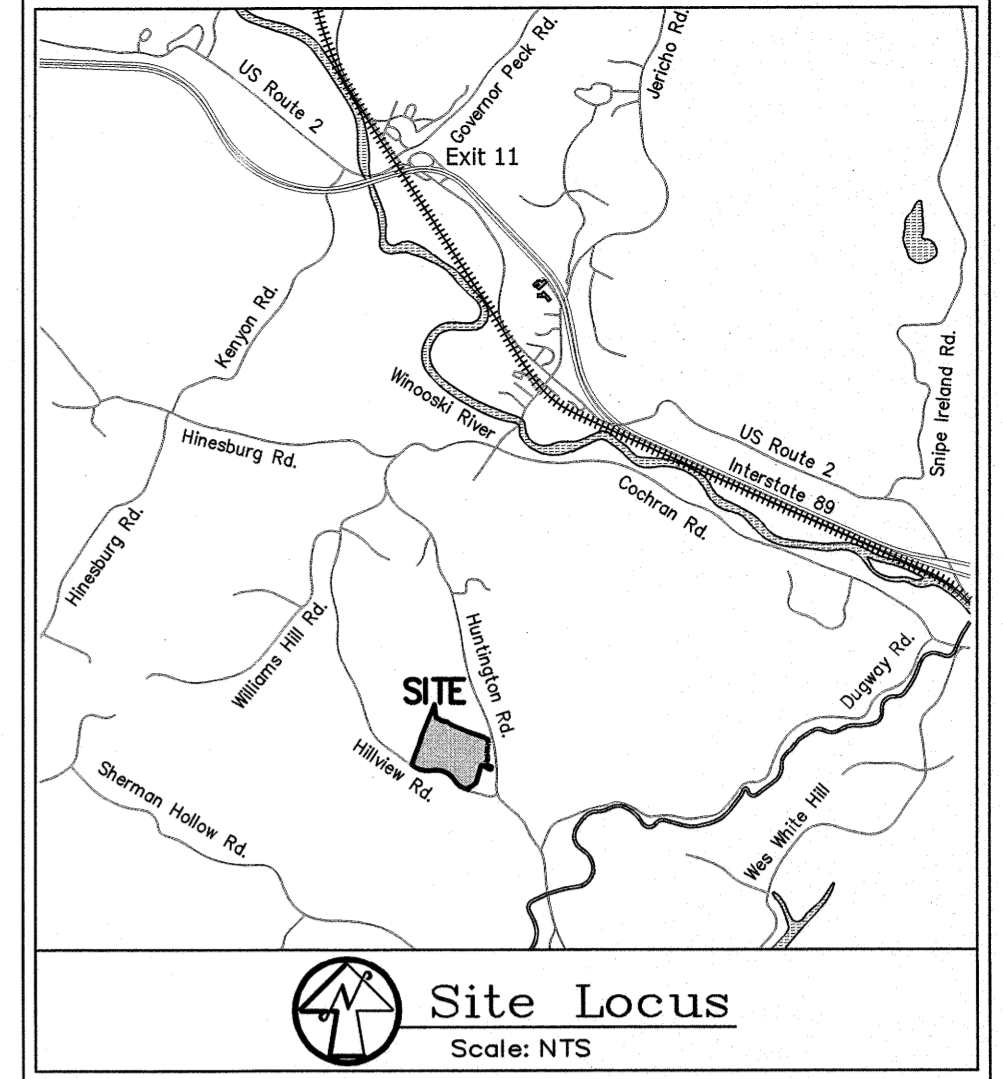 US Route 2
Governor Peck Rd.
Jericho Rd.
Exit 11
Kenyon Rd.
Winooski River
Snipe Ireland Rd.
Hinesburg Rd.
US Route 2
Interstate 89
Cochran Rd.
Hinesburg Rd.
Williams Hill Rd.
Huntington Rd.
Dugway Rd.
SITE
Hillview Rd.
Sherman Hollow Rd.
Wes White Hill
N
Site Locus
Scale: NTS